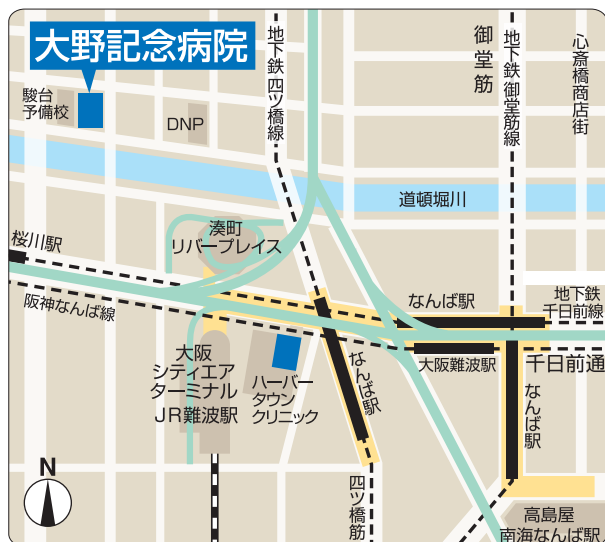 大野記念病院
駿台
予備校
DNP
地下鉄 四ツ橋線
御堂筋
地下鉄 御堂筋線
心斎橋商店街
道頓堀川
湊町
リバープレイス
桜川駅
阪神なんば線
なんば駅
地下鉄
千日前線
大阪難波駅
千日前通
大阪
シティエア
ターミナル
JR難波駅
ハーバー
タウン
クリニック
なんば駅
なんば駅
四ツ橋筋
N
高島屋
南海なんば駅